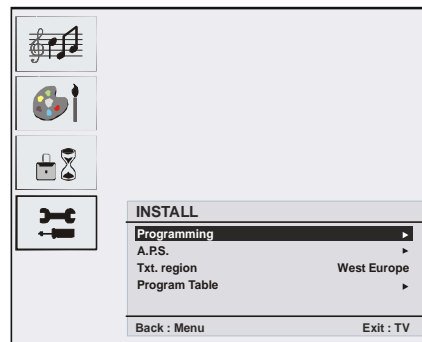 INSTALL
Programming ►
A.P.S. ►
Txt. region West Europe
Program Table ►
Back : Menu Exit : TV